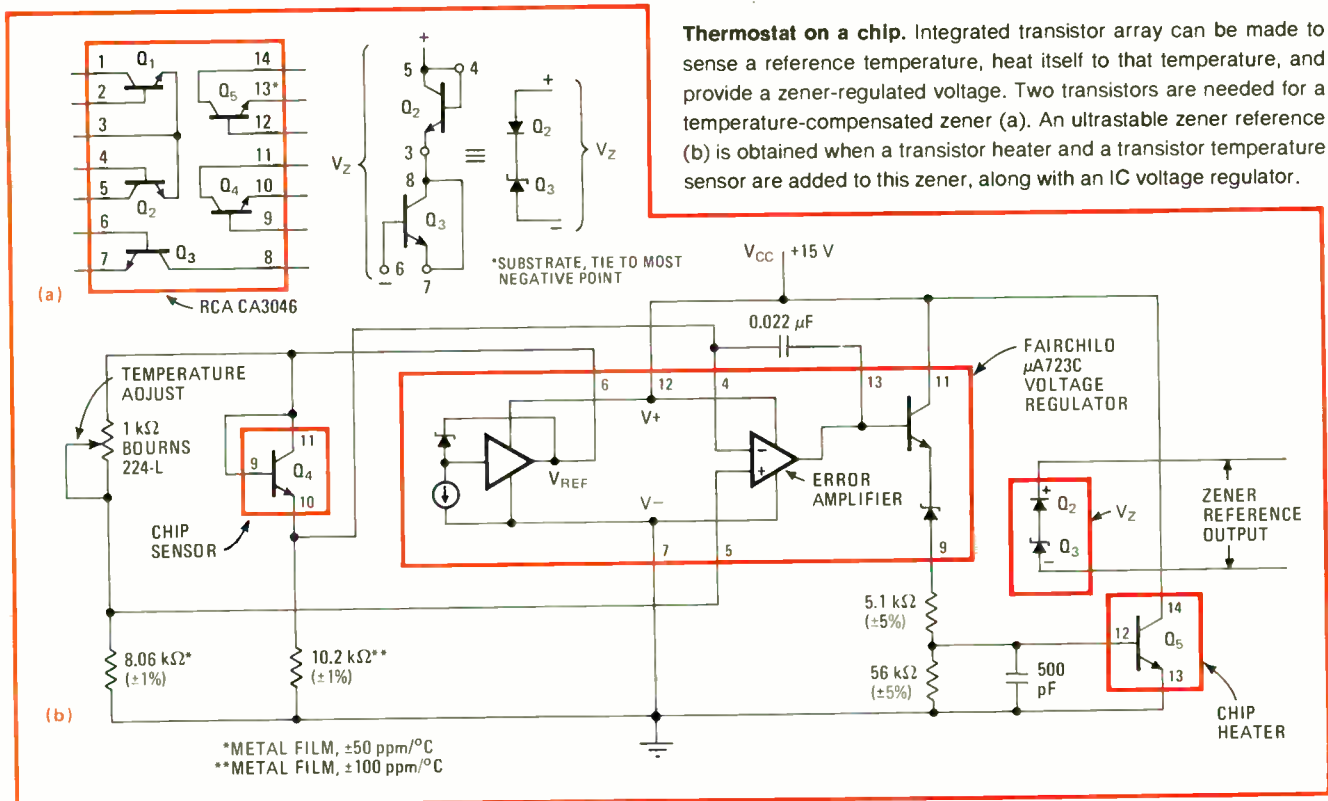 Thermostat on a chip. Integrated transistor array can be made to
sense a reference temperature, heat itself to that temperature, and
provide a zener-regulated voltage. Two transistors are needed for a
temperature-compensated zener (a). An ultrastable zener reference
(b) is obtained when a transistor heater and a transistor temperature
sensor are added to this zener, along with an IC voltage regulator.
1
2
3
4
5
6
7
Q1
Q2
Q3
14
13*
12
11
10
9
8
Q5
Q4
(a)
RCA CA3046
VZ
+
5
4
Q2
3
8
Q3
6
−
7
≡
+
Q2
Q3
−
VZ
*SUBSTRATE, TIE TO MOST
NEGATIVE POINT
VCC
+15 V
0.022 µF
FAIRCHILO
µA723C
VOLTAGE
REGULATOR
TEMPERATURE
ADJUST
1 kΩ
BOURNS
224-L
11
9
Q4
10
CHIP
SENSOR
6
12
4
13
11
V+
VREF
V−
−
+
ERROR
AMPLIFIER
7
5
9
+
Q2
Q3
−
VZ
ZENER
REFERENCE
OUTPUT
5.1 kΩ
(±5%)
56 kΩ
(±5%)
500
pF
12
14
Q5
13
CHIP
HEATER
8.06 kΩ*
(±1%)
10.2 kΩ**
(±1%)
(b)
*METAL FILM, ±50 ppm/°C
**METAL FILM, ±100 ppm/°C